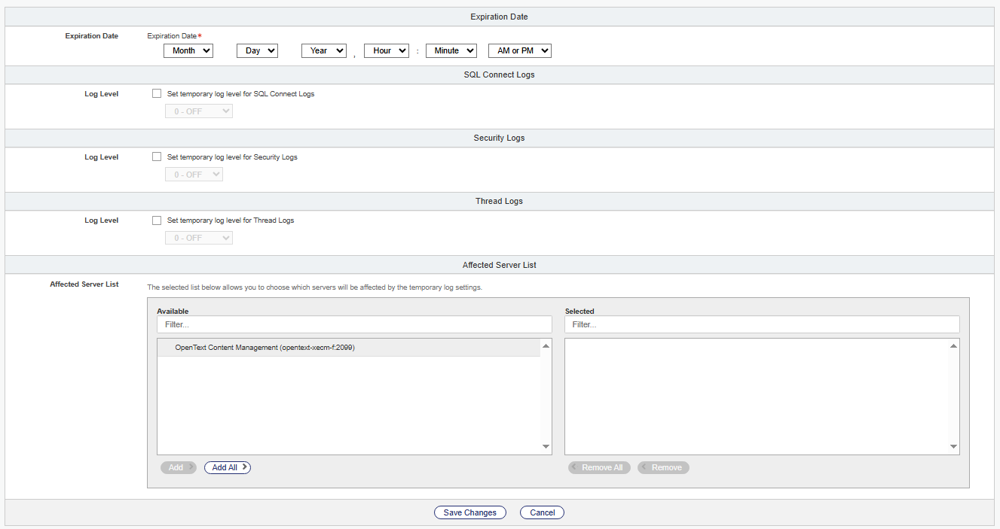 Expiration Date
Expiration Date
Expiration Date*
Month Day Year , Hour : Minute AM or PM
SQL Connect Logs
Log Level
Set temporary log level for SQL Connect Logs
0 - OFF
Security Logs
Log Level
Set temporary log level for Security Logs
0 - OFF
Thread Logs
Log Level
Set temporary log level for Thread Logs
0 - OFF
Affected Server List
Affected Server List
The selected list below allows you to choose which servers will be affected by the temporary log settings.
Available
Filter...
OpenText Content Management (opentext-xecm-f:2099)
Add Add All
Selected
Filter...
Remove All Remove
Save Changes Cancel